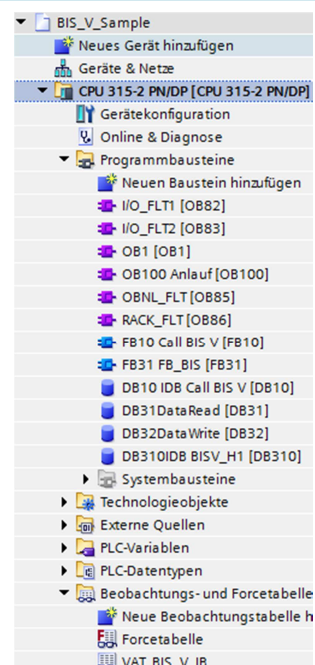 BIS_V_Sample
Neues Gerät hinzufügen
Geräte & Netze
CPU 315-2 PN/DP [CPU 315-2 PN/DP]
Gerätekonfiguration
Online & Diagnose
Programmbausteine
Neuen Baustein hinzufügen
I/O_FLT1 [OB82]
I/O_FLT2 [OB83]
OB1 [OB1]
OB100 Anlauf [OB100]
OBNL_FLT [OB85]
RACK_FLT [OB86]
FB10 Call BIS V [FB10]
FB31 FB_BIS [FB31]
DB10 IDB Call BIS V [DB10]
DB31DataRead [DB31]
DB32DataWrite [DB32]
DB310IDB BISV_H1 [DB310]
Systembausteine
Technologieobjekte
Externe Quellen
PLC-Variablen
PLC-Datentypen
Beobachtungs- und Forcetabelle
Neue Beobachtungstabelle h
Forcetabelle
VAT_BIS_V_IB